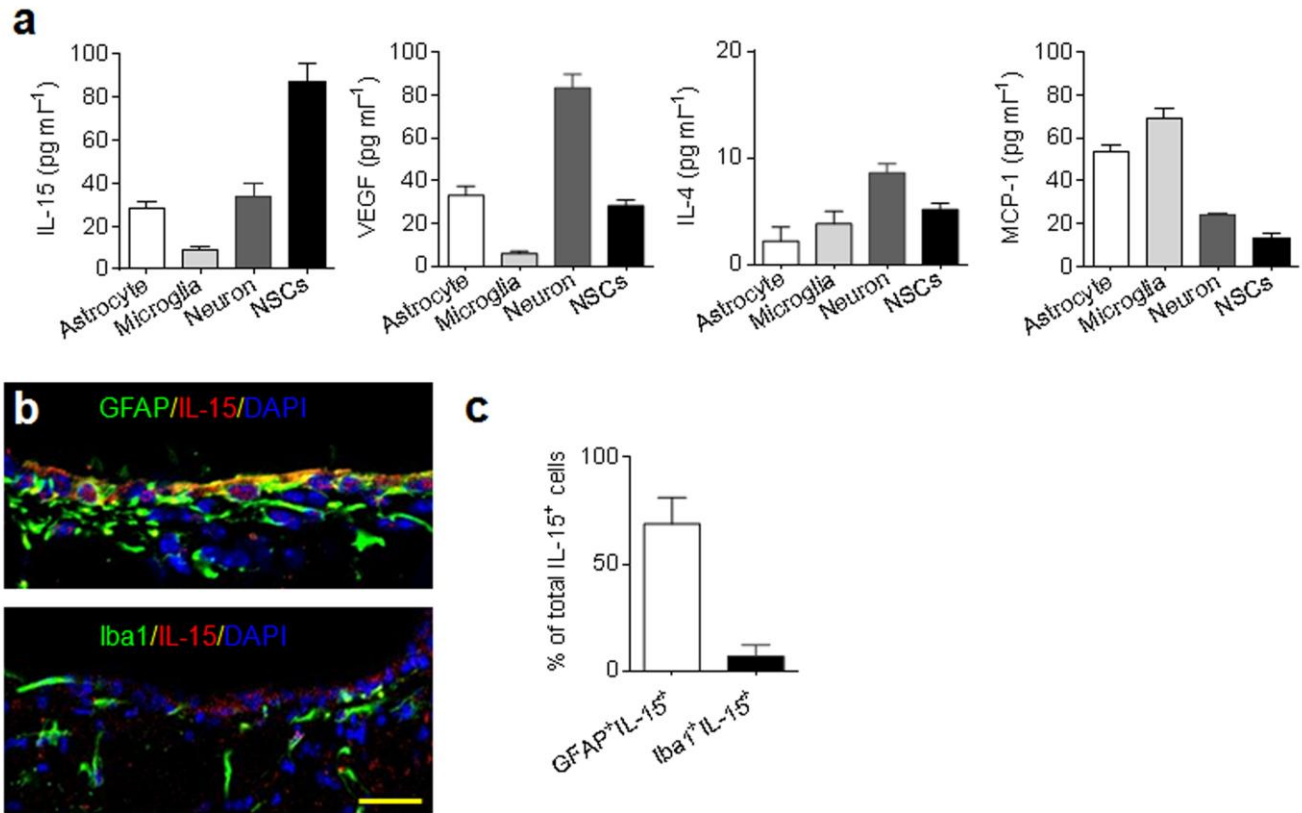 a
IL-15 (pg ml⁻¹)
100
80
60
40
20
0
Astrocyte
Microglia
Neuron
NSCs
VEGF (pg ml⁻¹)
100
80
60
40
20
0
Astrocyte
Microglia
Neuron
NSCs
IL-4 (pg ml⁻¹)
20
10
0
Astrocyte
Microglia
Neuron
NSCs
MCP-1 (pg ml⁻¹)
100
80
60
40
20
0
Astrocyte
Microglia
Neuron
NSCs
b
GFAP/IL-15/DAPI
Iba1/IL-15/DAPI
c
% of total IL-15⁺ cells
100
50
0
GFAP⁺IL-15⁺
Iba1⁺IL-15⁺